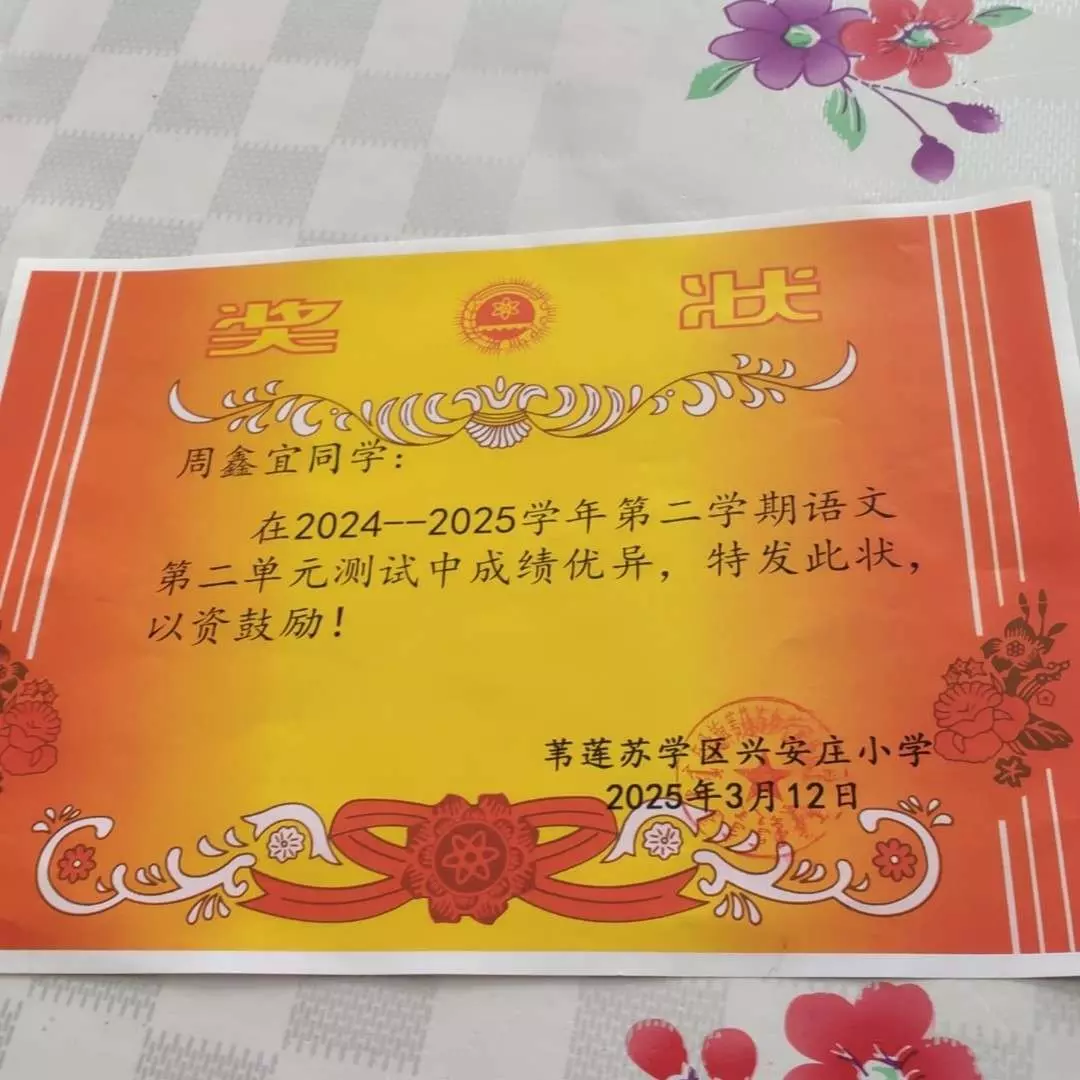 奖 状
周鑫宜同学：
在2024--2025学年第二学期语文
第二单元测试中成绩优异，特发此状，
以资鼓励！
苇莲苏学区兴安庄小学
2025年3月12日